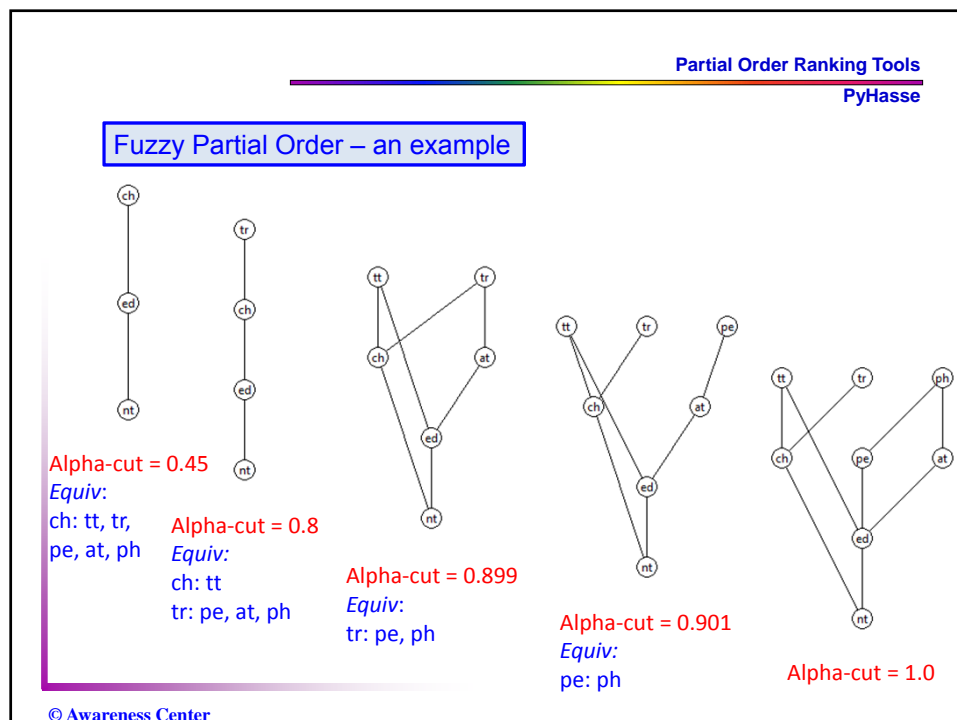 Partial Order Ranking Tools
PyHasse
Fuzzy Partial Order – an example
ch
ed
nt
Alpha-cut = 0.45
Equiv:
ch: tt, tr,
pe, at, ph
tr
ch
ed
nt
Alpha-cut = 0.8
Equiv:
ch: tt
tr: pe, at, ph
tt tr
ch at
ed
nt
Alpha-cut = 0.899
Equiv:
tr: pe, ph
tt tr pe
ch at
ed
nt
Alpha-cut = 0.901
Equiv:
pe: ph
tt tr ph
ch pe at
ed
nt
Alpha-cut = 1.0
© Awareness Center